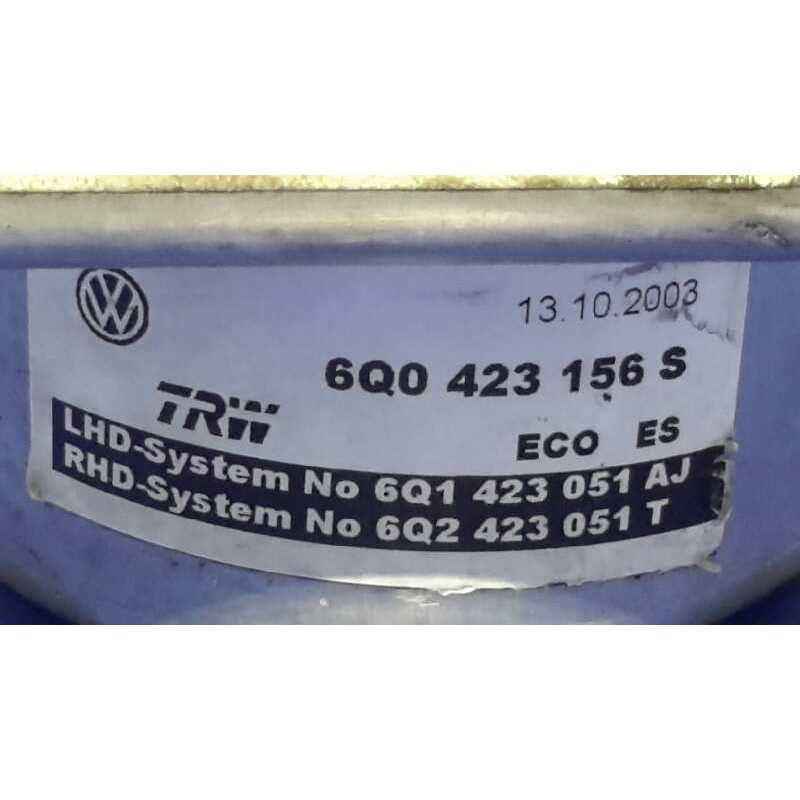 VW
13.10.2003
6Q0 423 156 S
TRW
ECO ES
LHD-System No 6Q1 423 051 AJ
RHD-System No 6Q2 423 051 T